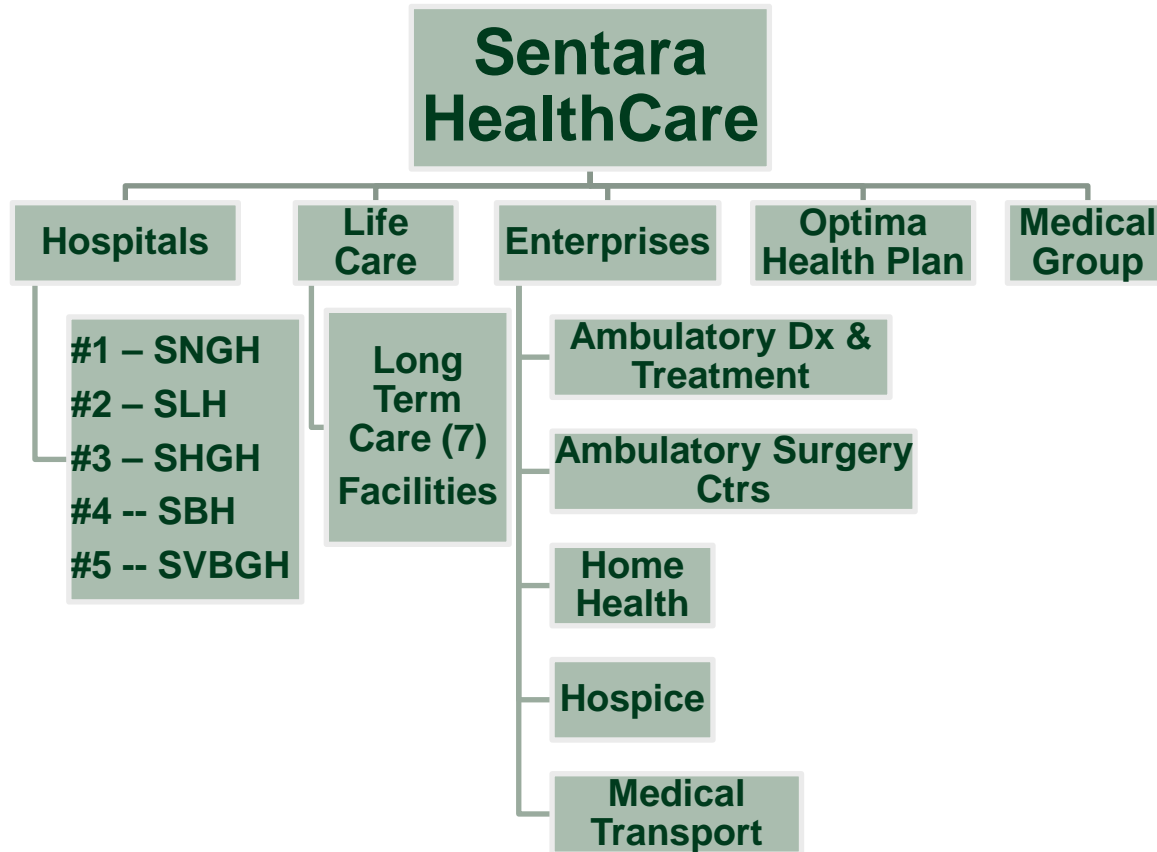 Sentara
HealthCare
Hospitals
Life
Care
Enterprises
Optima
Health Plan
Medical
Group
#1 – SNGH
#2 – SLH
#3 – SHGH
#4 -- SBH
#5 -- SVBGH
Long
Term
Care (7)
Facilities
Ambulatory Dx &
Treatment
Ambulatory Surgery
Ctrs
Home
Health
Hospice
Medical
Transport